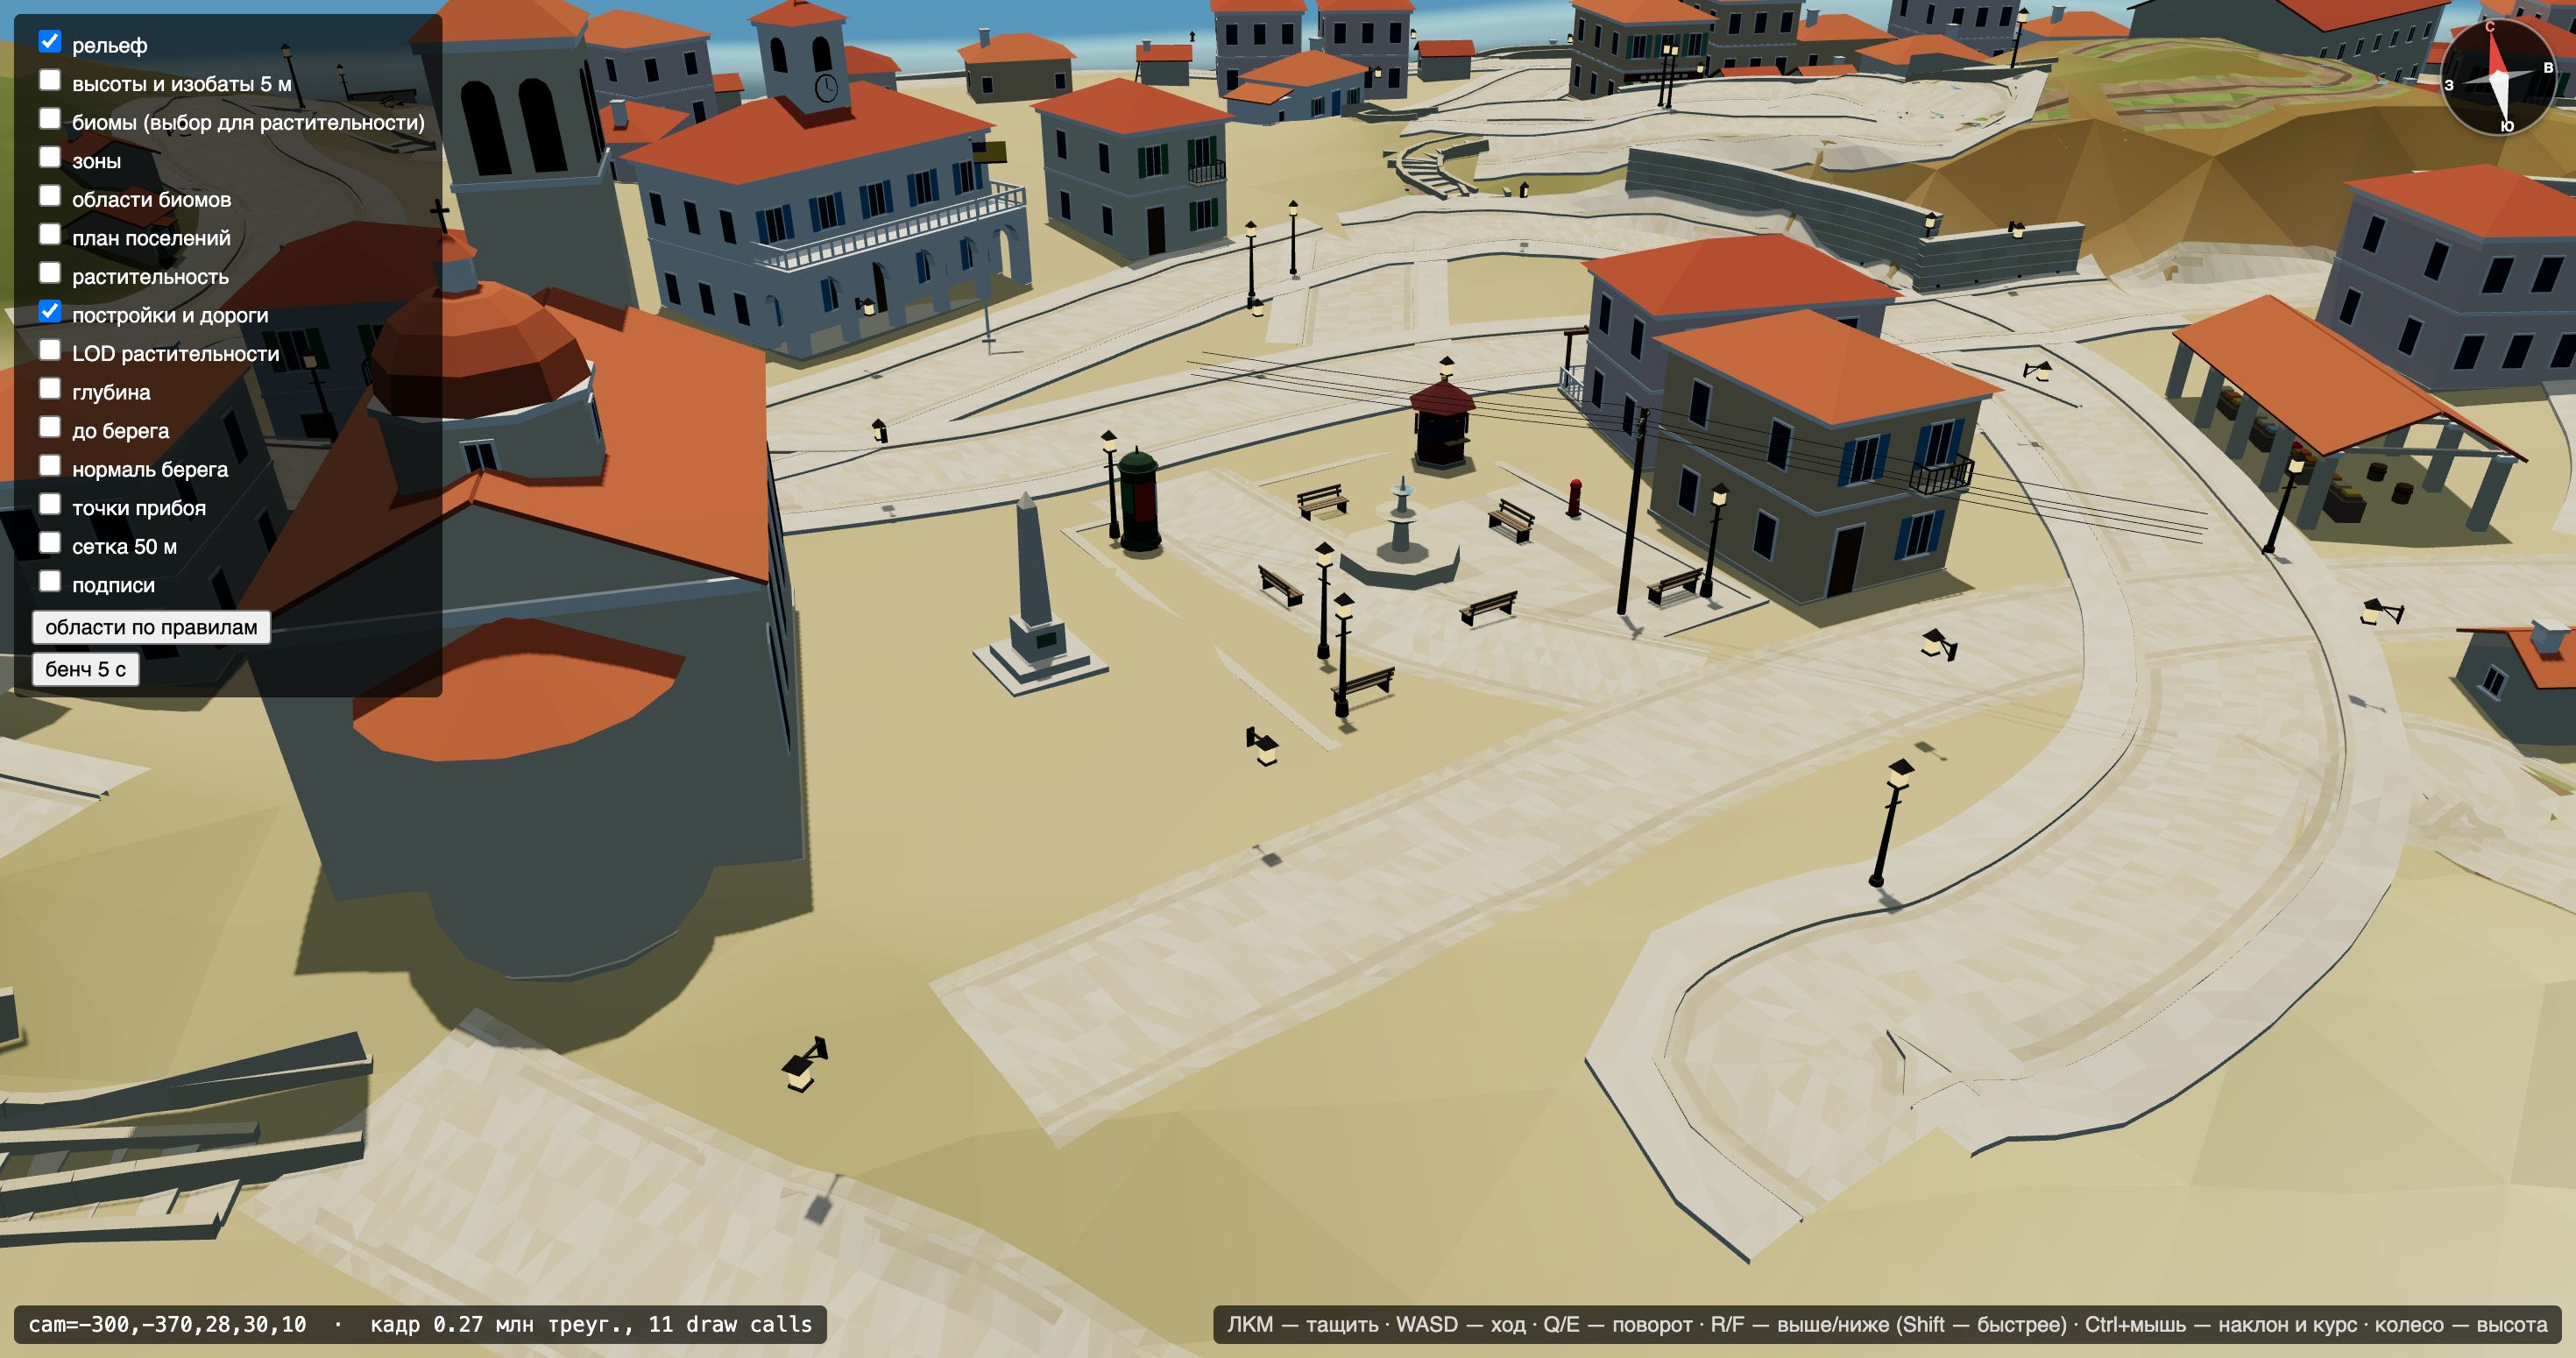 рельеф
высоты и изобаты 5 м
биомы (выбор для растительности)
зоны
области биомов
план поселений
растительность
постройки и дороги
LOD растительности
глубина
до берега
нормаль берега
точки прибоя
сетка 50 м
подписи
области по правилам
бенч 5 с
С
В
З
Ю
cam=−300,−370,28,30,10 · кадр 0.27 млн треуг., 11 draw calls
ЛКМ — тащить · WASD — ход · Q/E — поворот · R/F — выше/ниже (Shift — быстрее) · Ctrl+мышь — наклон и курс · колесо — высота